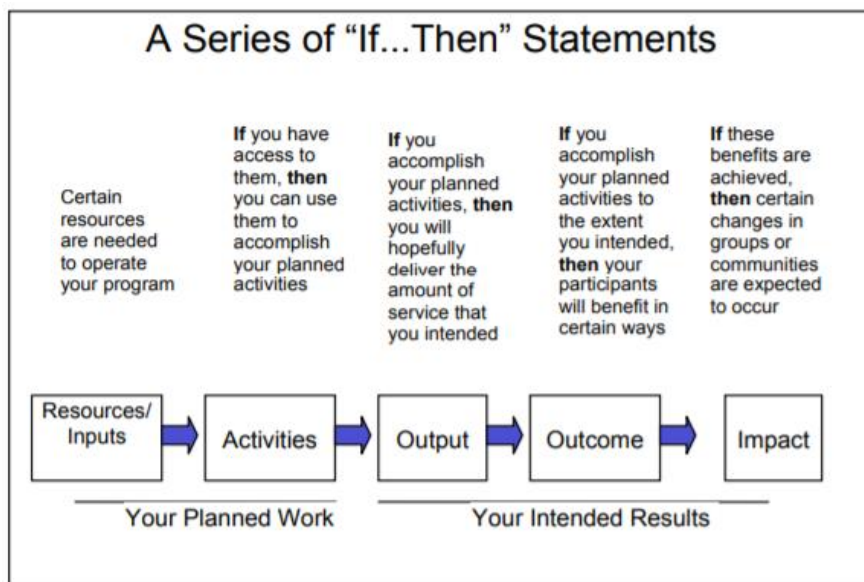 A Series of “If...Then” Statements
Certain
resources
are needed
to operate
your program
If you have
access to
them, then
you can use
them to
accomplish
your planned
activities
If you
accomplish
your planned
activities, then
you will
hopefully
deliver the
amount of
service that
you intended
If you
accomplish
your planned
activities to
the extent
you intended,
then your
participants
will benefit in
certain ways
If these
benefits are
achieved,
then certain
changes in
groups or
communities
are expected
to occur
Resources/
Inputs
Activities
Output
Outcome
Impact
Your Planned Work
Your Intended Results